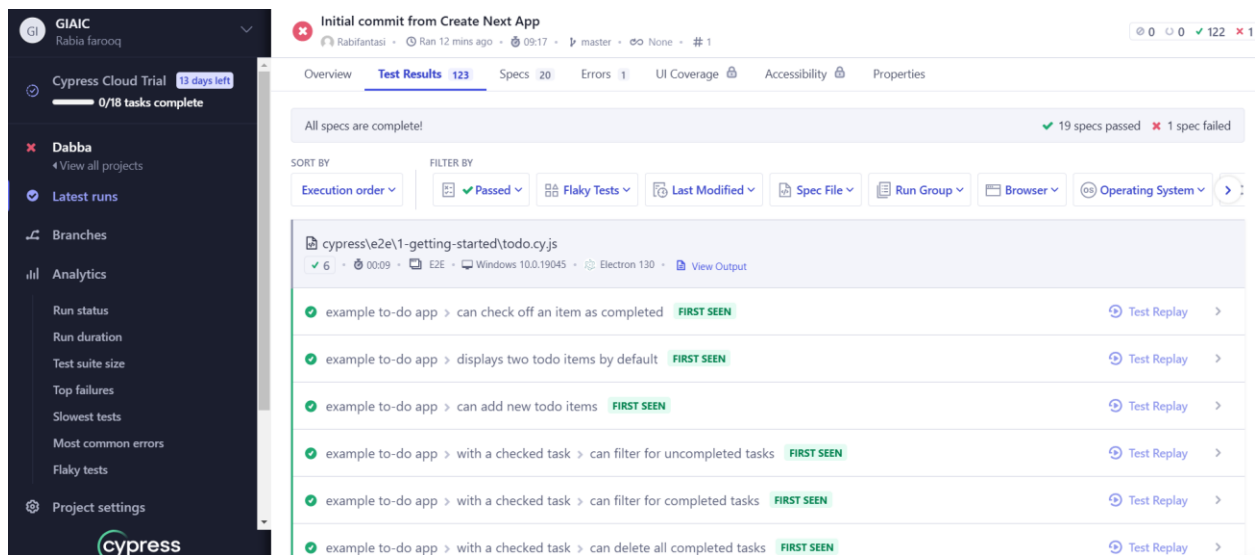 GI
GIAIC
Rabia farooq
Cypress Cloud Trial 13 days left
0/18 tasks complete
Dabba
View all projects
Latest runs
Branches
Analytics
Run status
Run duration
Test suite size
Top failures
Slowest tests
Most common errors
Flaky tests
Project settings
cypress
Initial commit from Create Next App
Rabifantasi • Ran 12 mins ago • 09:17 • master • None • # 1
0 0 122 1
Overview Test Results 123 Specs 20 Errors 1 UI Coverage Accessibility Properties
All specs are complete! 19 specs passed 1 spec failed
SORT BY FILTER BY
Execution order Passed Flaky Tests Last Modified Spec File Run Group Browser OS Operating System
cypress\e2e\1-getting-started\todo.cy.js
6 • 00:09 • E2E • Windows 10.0.19045 • Electron 130 • View Output
example to-do app > can check off an item as completed FIRST SEEN Test Replay
example to-do app > displays two todo items by default FIRST SEEN Test Replay
example to-do app > can add new todo items FIRST SEEN Test Replay
example to-do app > with a checked task > can filter for uncompleted tasks FIRST SEEN Test Replay
example to-do app > with a checked task > can filter for completed tasks FIRST SEEN Test Replay
example to-do app > with a checked task > can delete all completed tasks FIRST SEEN Test Replay